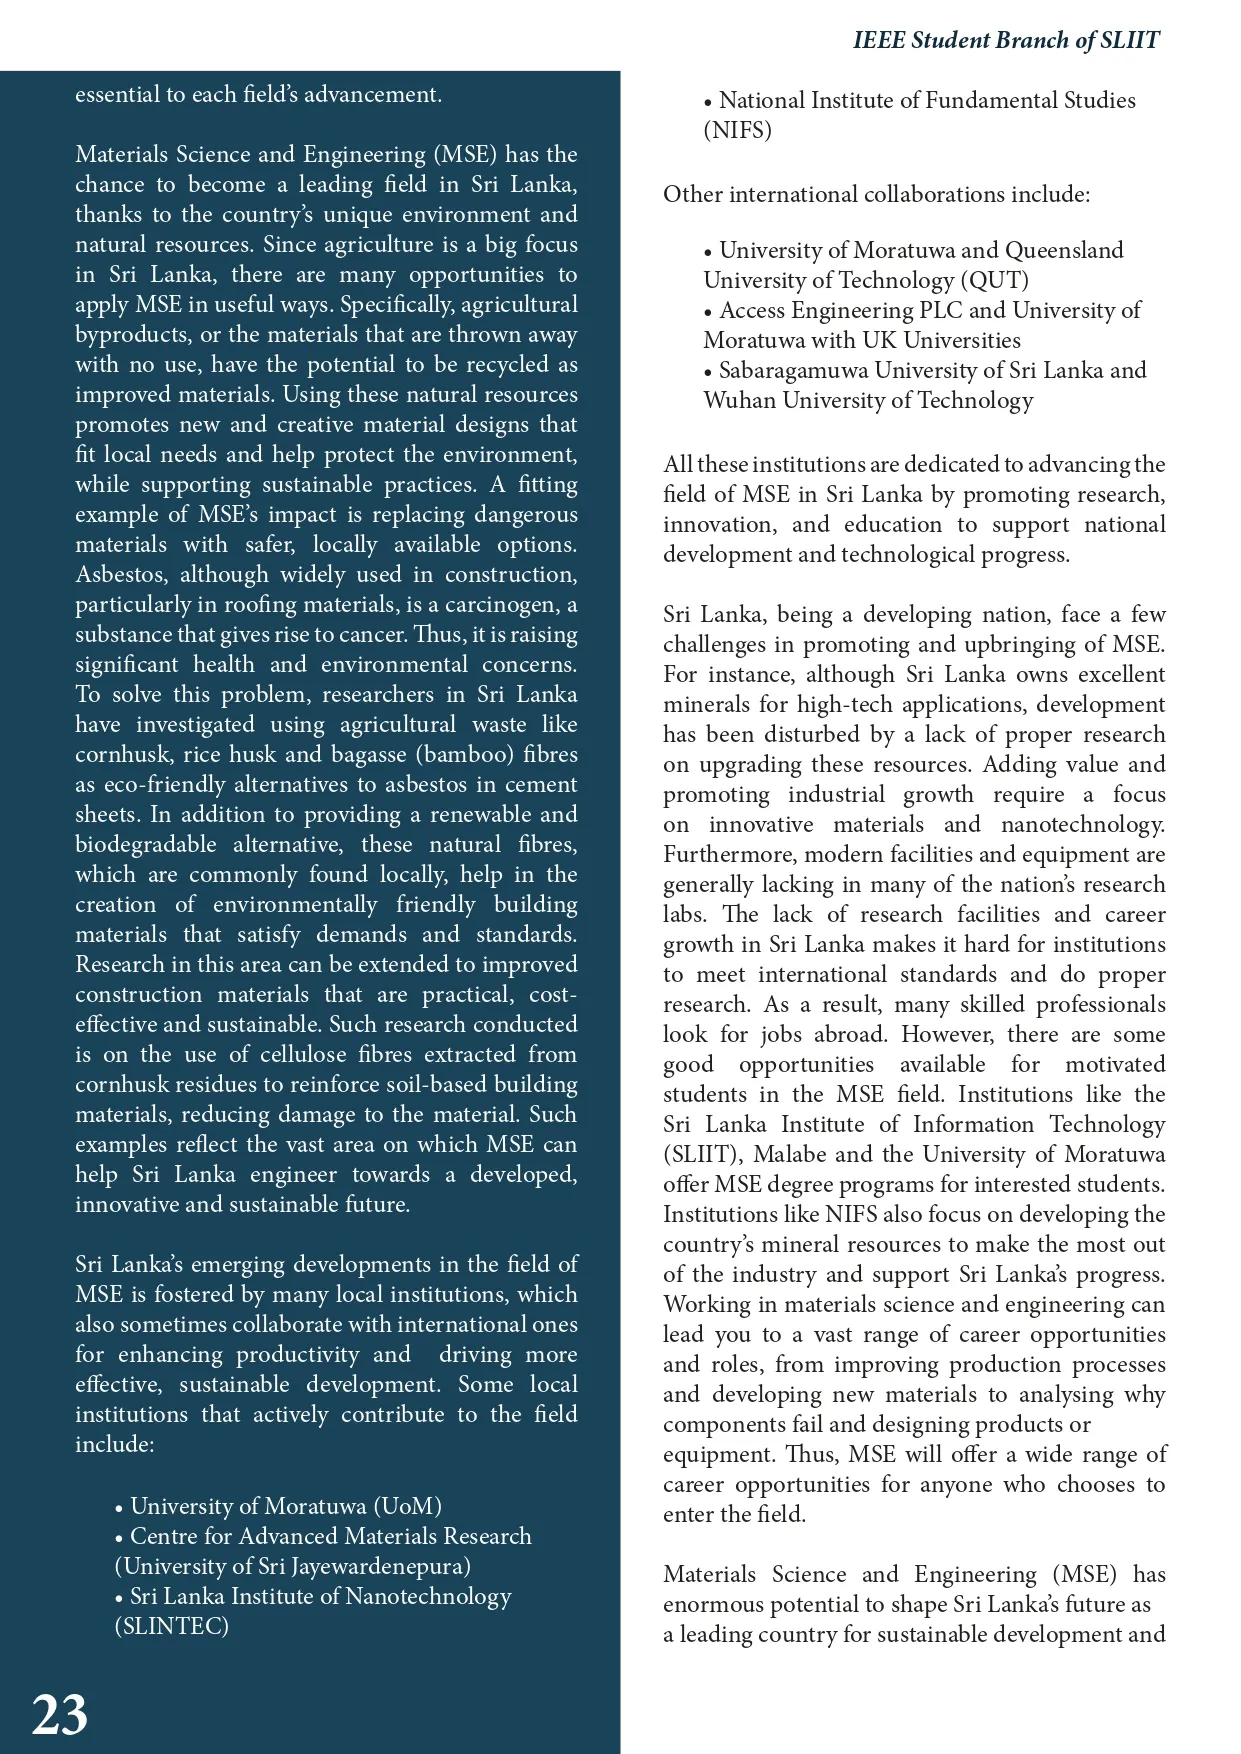 IEEE Student Branch of SLIIT
essential to each field’s advancement.
Materials Science and Engineering (MSE) has the
chance to become a leading field in Sri Lanka,
thanks to the country’s unique environment and
natural resources. Since agriculture is a big focus
in Sri Lanka, there are many opportunities to
apply MSE in useful ways. Specifically, agricultural
byproducts, or the materials that are thrown away
with no use, have the potential to be recycled as
improved materials. Using these natural resources
promotes new and creative material designs that
fit local needs and help protect the environment,
while supporting sustainable practices. A fitting
example of MSE’s impact is replacing dangerous
materials with safer, locally available options.
Asbestos, although widely used in construction,
particularly in roofing materials, is a carcinogen, a
substance that gives rise to cancer. Thus, it is raising
significant health and environmental concerns.
To solve this problem, researchers in Sri Lanka
have investigated using agricultural waste like
cornhusk, rice husk and bagasse (bamboo) fibres
as eco-friendly alternatives to asbestos in cement
sheets. In addition to providing a renewable and
biodegradable alternative, these natural fibres,
which are commonly found locally, help in the
creation of environmentally friendly building
materials that satisfy demands and standards.
Research in this area can be extended to improved
construction materials that are practical, cost-
effective and sustainable. Such research conducted
is on the use of cellulose fibres extracted from
cornhusk residues to reinforce soil-based building
materials, reducing damage to the material. Such
examples reflect the vast area on which MSE can
help Sri Lanka engineer towards a developed,
innovative and sustainable future.
Sri Lanka’s emerging developments in the field of
MSE is fostered by many local institutions, which
also sometimes collaborate with international ones
for enhancing productivity and driving more
effective, sustainable development. Some local
institutions that actively contribute to the field
include:
• University of Moratuwa (UoM)
• Centre for Advanced Materials Research
(University of Sri Jayewardenepura)
• Sri Lanka Institute of Nanotechnology
(SLINTEC)
• National Institute of Fundamental Studies
(NIFS)
Other international collaborations include:
• University of Moratuwa and Queensland
University of Technology (QUT)
• Access Engineering PLC and University of
Moratuwa with UK Universities
• Sabaragamuwa University of Sri Lanka and
Wuhan University of Technology
All these institutions are dedicated to advancing the
field of MSE in Sri Lanka by promoting research,
innovation, and education to support national
development and technological progress.
Sri Lanka, being a developing nation, face a few
challenges in promoting and upbringing of MSE.
For instance, although Sri Lanka owns excellent
minerals for high-tech applications, development
has been disturbed by a lack of proper research
on upgrading these resources. Adding value and
promoting industrial growth require a focus
on innovative materials and nanotechnology.
Furthermore, modern facilities and equipment are
generally lacking in many of the nation’s research
labs. The lack of research facilities and career
growth in Sri Lanka makes it hard for institutions
to meet international standards and do proper
research. As a result, many skilled professionals
look for jobs abroad. However, there are some
good opportunities available for motivated
students in the MSE field. Institutions like the
Sri Lanka Institute of Information Technology
(SLIIT), Malabe and the University of Moratuwa
offer MSE degree programs for interested students.
Institutions like NIFS also focus on developing the
country’s mineral resources to make the most out
of the industry and support Sri Lanka’s progress.
Working in materials science and engineering can
lead you to a vast range of career opportunities
and roles, from improving production processes
and developing new materials to analysing why
components fail and designing products or
equipment. Thus, MSE will offer a wide range of
career opportunities for anyone who chooses to
enter the field.
Materials Science and Engineering (MSE) has
enormous potential to shape Sri Lanka’s future as
a leading country for sustainable development and
23